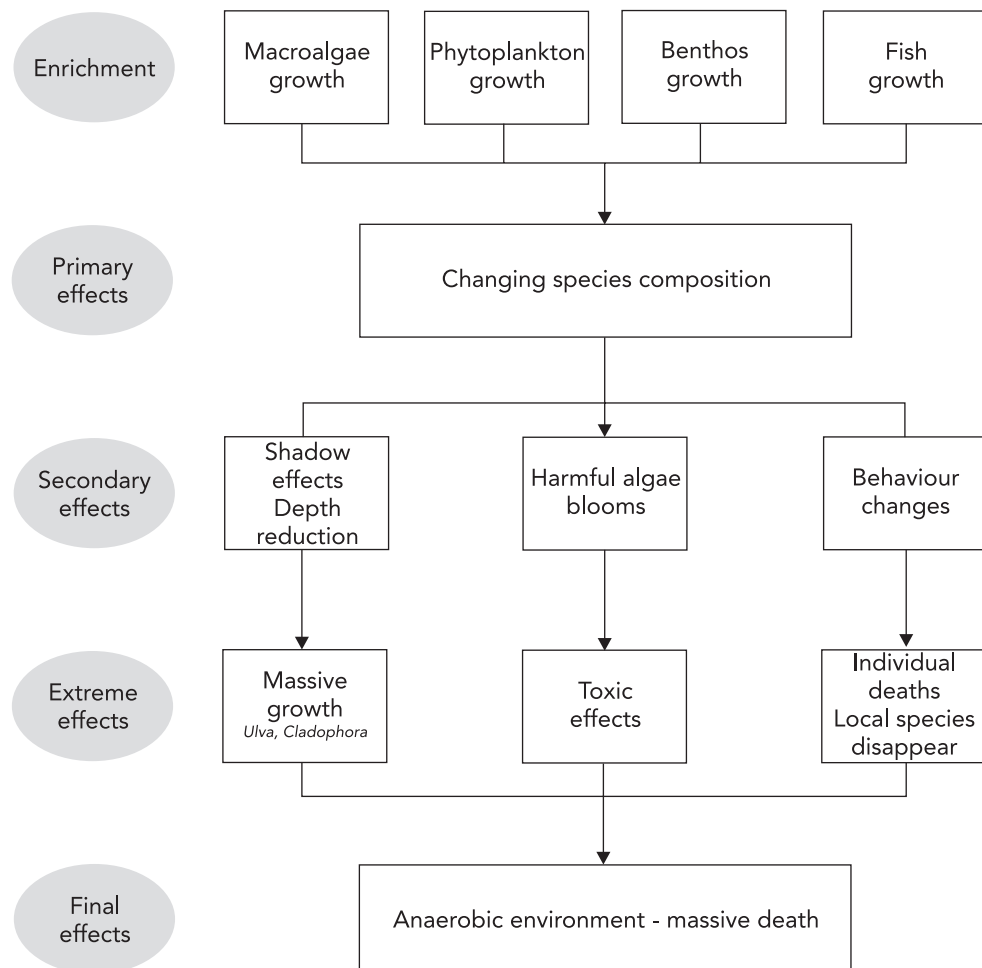 Enrichment
Macroalgae
growth
Phytoplankton
growth
Benthos
growth
Fish
growth
Primary
effects
Changing species composition
Secondary
effects
Shadow
effects
Depth
reduction
Harmful algae
blooms
Behaviour
changes
Extreme
effects
Massive
growth
Ulva, Cladophora
Toxic
effects
Individual
deaths
Local species
disappear
Final
effects
Anaerobic environment - massive death